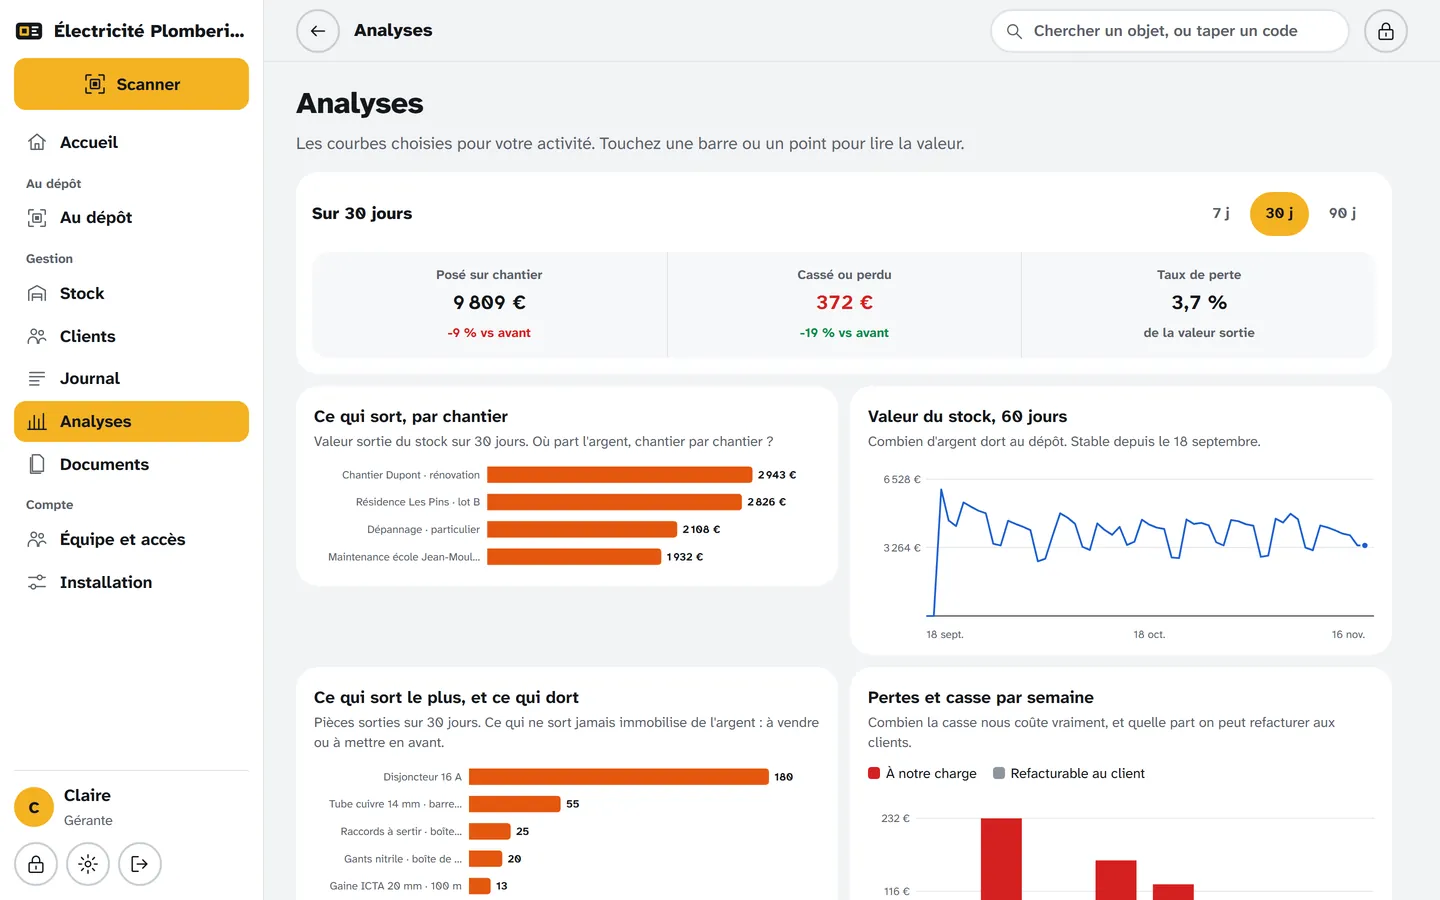 Électricité Plomberi...
Scanner
Accueil
Au dépôt
Au dépôt
Gestion
Stock
Clients
Journal
Analyses
Documents
Compte
Équipe et accès
Installation
C
Claire
Gérante
Analyses
Chercher un objet, ou taper un code
Analyses
Les courbes choisies pour votre activité. Touchez une barre ou un point pour lire la valeur.
Sur 30 jours
7 j
30 j
90 j
Posé sur chantier
9 809 €
-9 % vs avant
Cassé ou perdu
372 €
-19 % vs avant
Taux de perte
3,7 %
de la valeur sortie
Ce qui sort, par chantier
Valeur sortie du stock sur 30 jours. Où part l'argent, chantier par chantier ?
Chantier Dupont · rénovation 2 943 €
Résidence Les Pins · lot B 2 826 €
Dépannage · particulier 2 108 €
Maintenance école Jean-Moul... 1 932 €
Valeur du stock, 60 jours
Combien d'argent dort au dépôt. Stable depuis le 18 septembre.
6 528 €
3 264 €
18 sept.
18 oct.
16 nov.
Ce qui sort le plus, et ce qui dort
Pièces sorties sur 30 jours. Ce qui ne sort jamais immobilise de l'argent : à vendre
ou à mettre en avant.
Disjoncteur 16 A 180
Tube cuivre 14 mm · barre... 55
Raccords à sertir · boîte... 25
Gants nitrile · boîte de ... 20
Gaine ICTA 20 mm · 100 m 13
Pertes et casse par semaine
Combien la casse nous coûte vraiment, et quelle part on peut refacturer aux
clients.
À notre charge
Refacturable au client
232 €
116 €